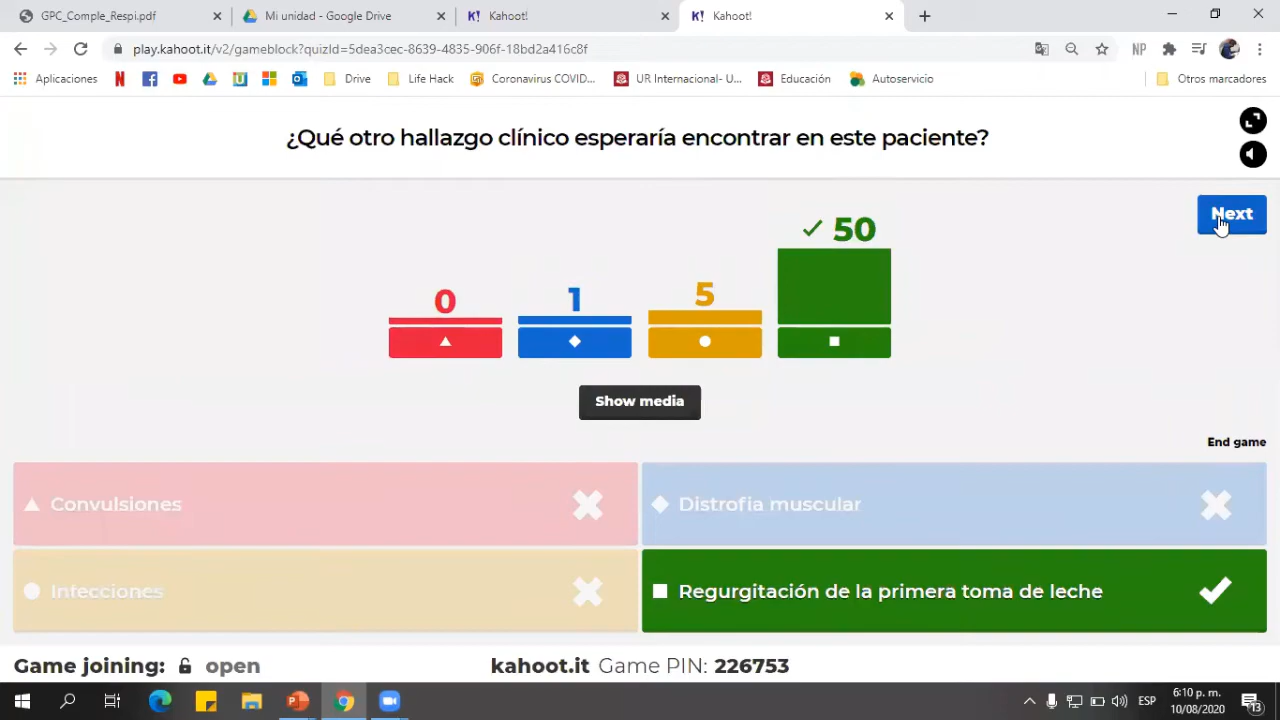 GPC_Comple_Respi.pdf
Mi unidad - Google Drive
Kahoot!
Kahoot!
play.kahoot.it/v2/gameblock?quizId=5dea3cec-8639-4835-906f-18bd2a416c8f
NP
Aplicaciones
Drive
Life Hack
Coronavirus COVID...
UR Internacional- U...
Educación
Autoservicio
Otros marcadores
¿Qué otro hallazgo clínico esperaría encontrar en este paciente?
Next
0
1
5
50
Show media
End game
Convulsiones
Distrofia muscular
Infecciones
Regurgitación de la primera toma de leche
Game joining: open
kahoot.it Game PIN: 226753
ESP
6:10 p. m.
10/08/2020
13